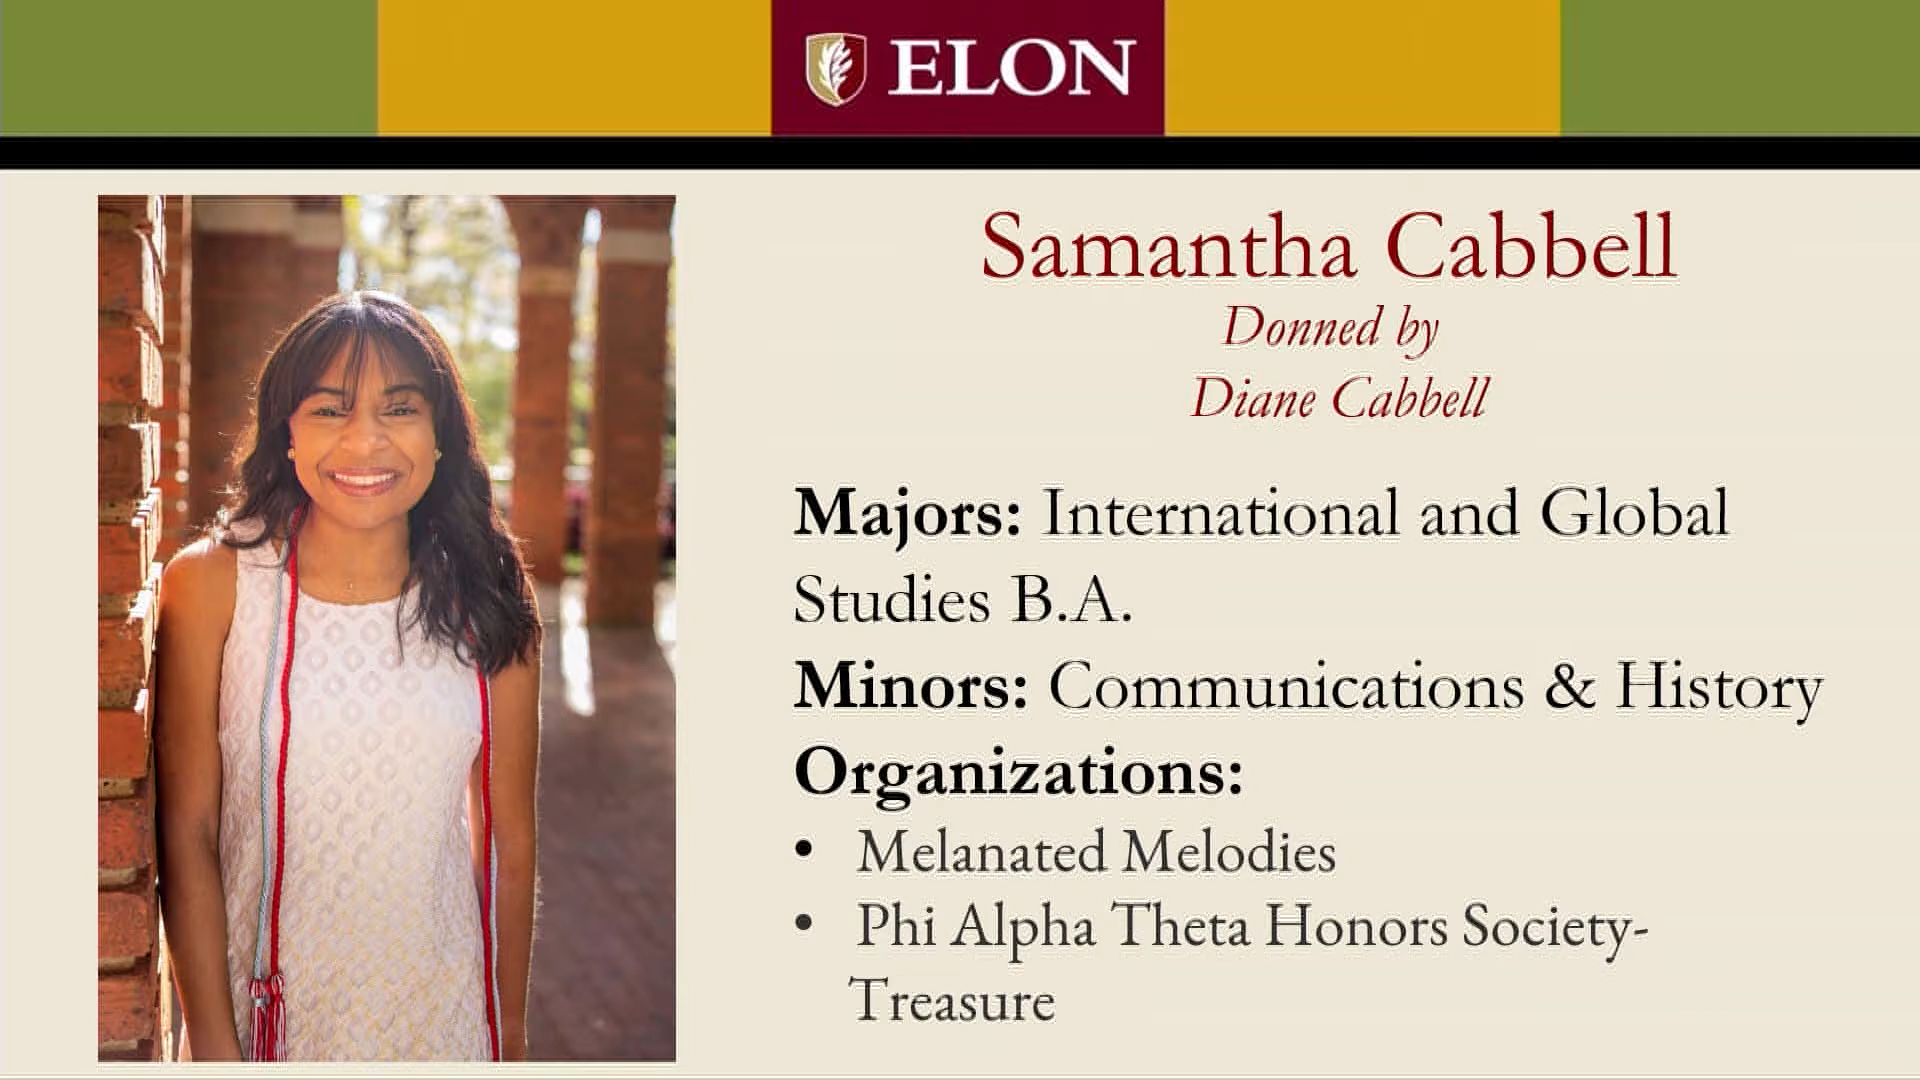 ELON
Samantha Cabbell
Donned by
Diane Cabbell
Majors: International and Global
Studies B.A.
Minors: Communications & History
Organizations:
• Melanated Melodies
• Phi Alpha Theta Honors Society-
Treasure